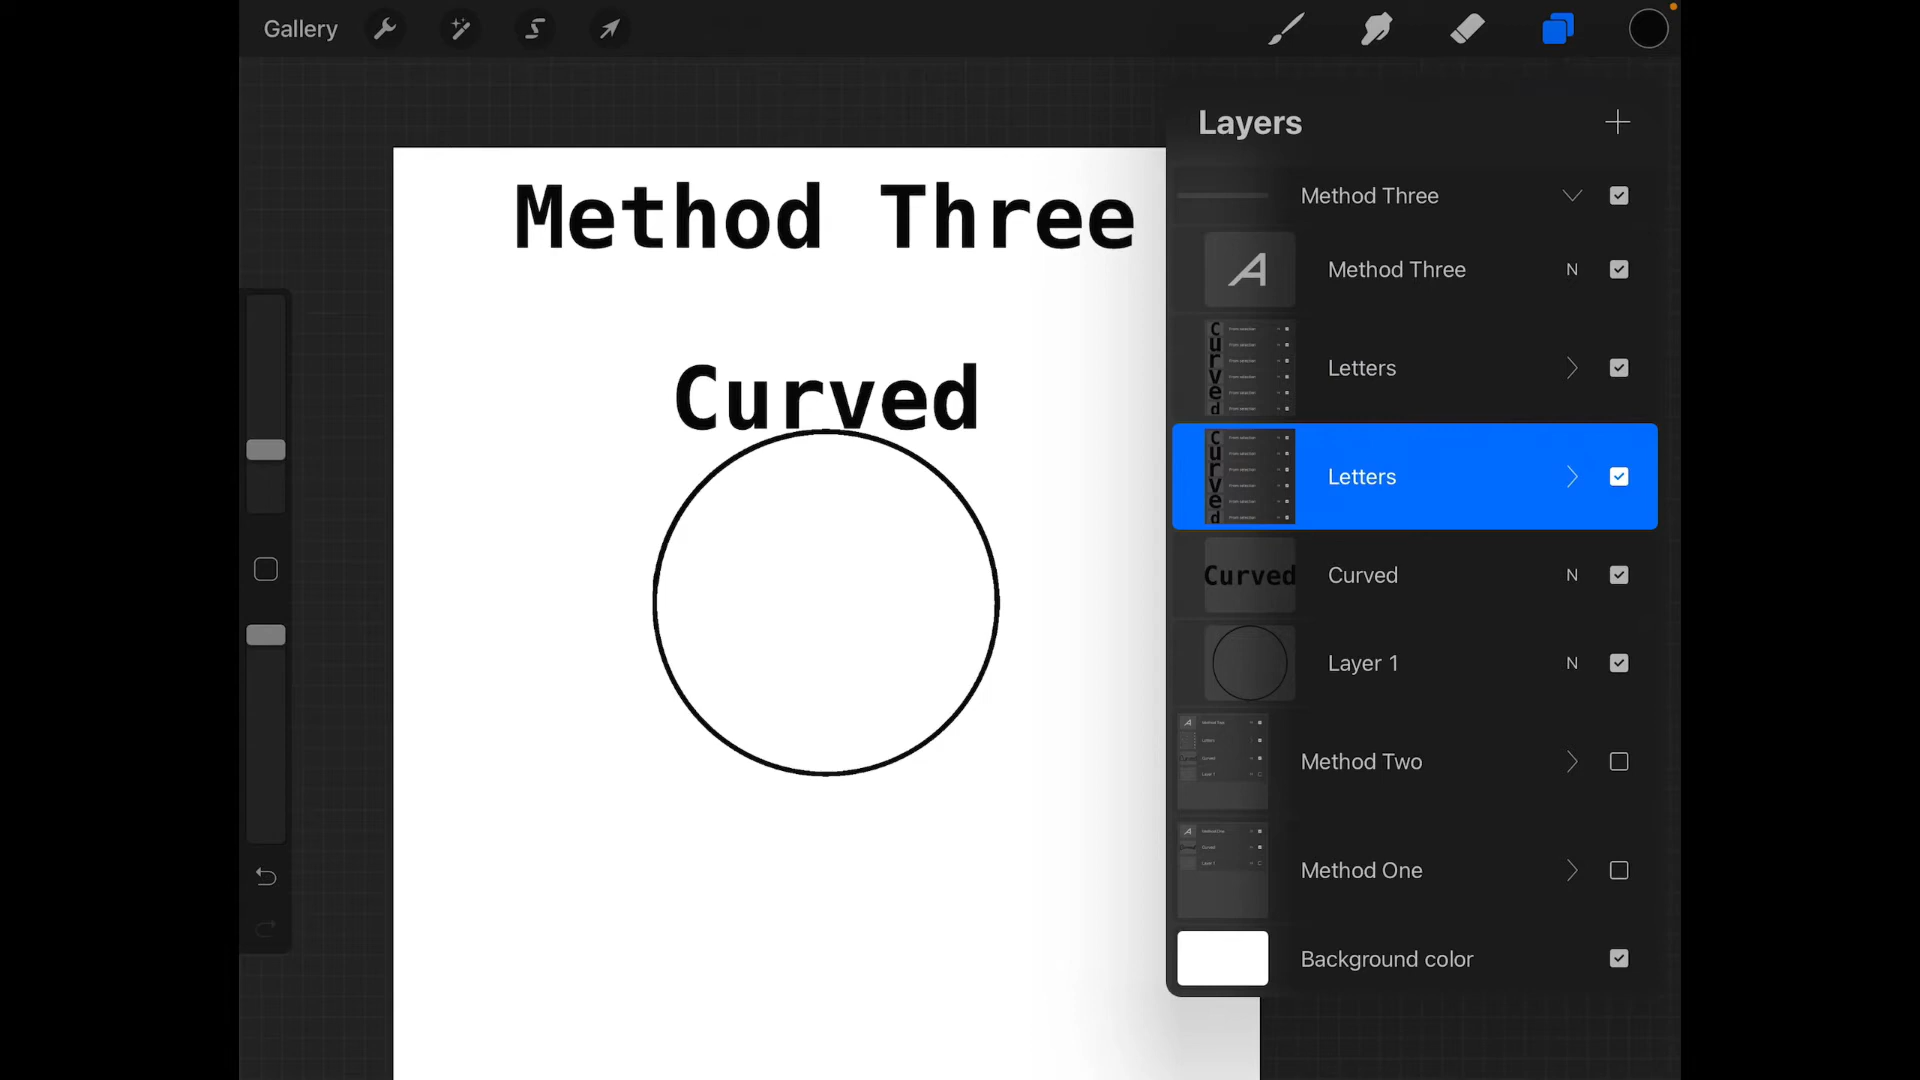 Gallery
Layers
Method Three
Method Three N
Letters
Letters
Curved Curved N
Layer 1 N
Method Two
Method One
Background color
Method Three
Curved